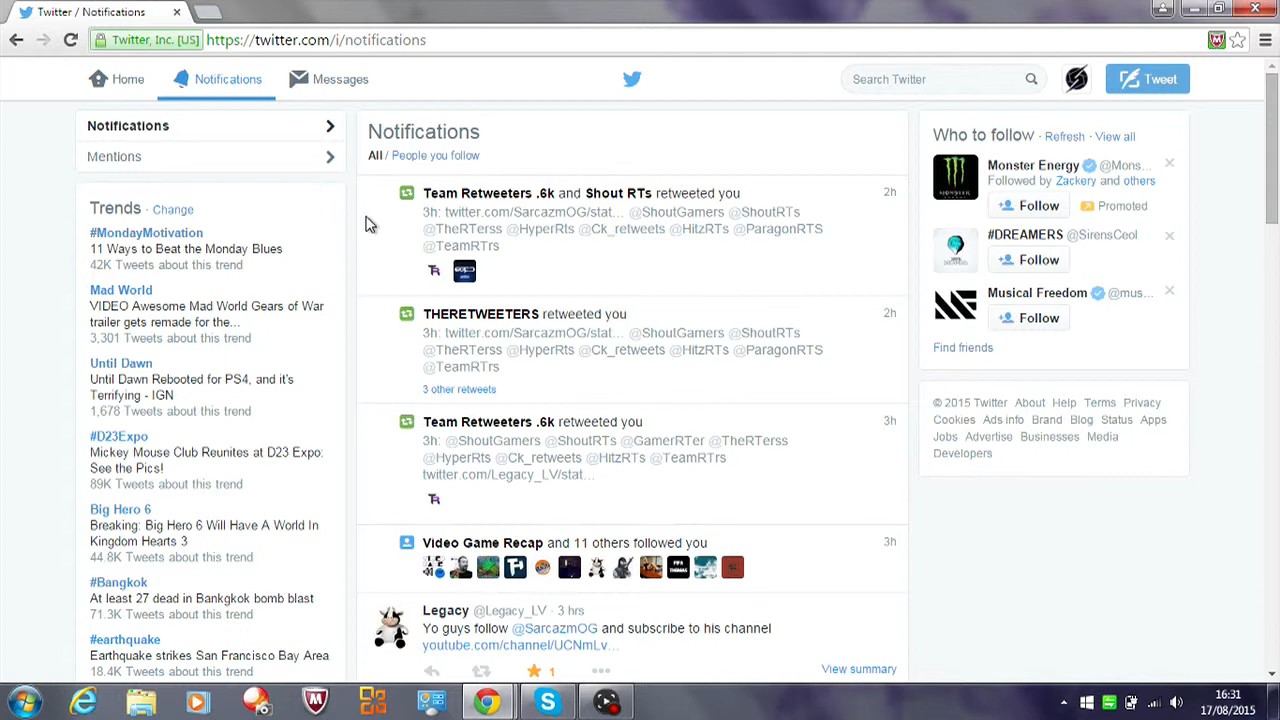 Twitter / Notifications
Twitter, Inc. [US] https://twitter.com/i/notifications
Home Notifications Messages Search Twitter Tweet
Notifications
Mentions
Trends · Change
#MondayMotivation
11 Ways to Beat the Monday Blues
42K Tweets about this trend
Mad World
VIDEO Awesome Mad World Gears of War
trailer gets remade for the...
3,301 Tweets about this trend
Until Dawn
Until Dawn Rebooted for PS4, and it's
Terrifying - IGN
1,678 Tweets about this trend
#D23Expo
Mickey Mouse Club Reunites at D23 Expo:
See the Pics!
89K Tweets about this trend
Big Hero 6
Breaking: Big Hero 6 Will Have A World In
Kingdom Hearts 3
44.8K Tweets about this trend
#Bangkok
At least 27 dead in Bankgkok bomb blast
71.3K Tweets about this trend
#earthquake
Earthquake strikes San Francisco Bay Area
18.4K Tweets about this trend
Notifications
All / People you follow
Team Retweeters .6k and Shout RTs retweeted you 2h
3h: twitter.com/SarcazmOG/stat... @ShoutGamers @ShoutRTs
@TheRTerss @HyperRts @Ck_retweets @HitzRTs @ParagonRTS
@TeamRTrs
THERETWEETERS retweeted you 2h
3h: twitter.com/SarcazmOG/stat... @ShoutGamers @ShoutRTs
@TheRTerss @HyperRts @Ck_retweets @HitzRTs @ParagonRTS
@TeamRTrs
3 other retweets
Team Retweeters .6k retweeted you 3h
3h: @ShoutGamers @ShoutRTs @GamerRTer @TheRTerss
@HyperRts @Ck_retweets @HitzRTs @TeamRTrs
twitter.com/Legacy_LV/stat...
Video Game Recap and 11 others followed you 3h
Legacy @Legacy_LV · 3 hrs
Yo guys follow @SarcazmOG and subscribe to his channel
youtube.com/channel/UCNmLv...
1 View summary
Who to follow · Refresh · View all
Monster Energy @Mons...
Followed by Zackery and others
Follow Promoted
#DREAMERS @SirensCeol
Follow
Musical Freedom @mus...
Follow
Find friends
© 2015 Twitter About Help Terms Privacy
Cookies Ads info Brand Blog Status Apps
Jobs Advertise Businesses Media
Developers
16:31
17/08/2015